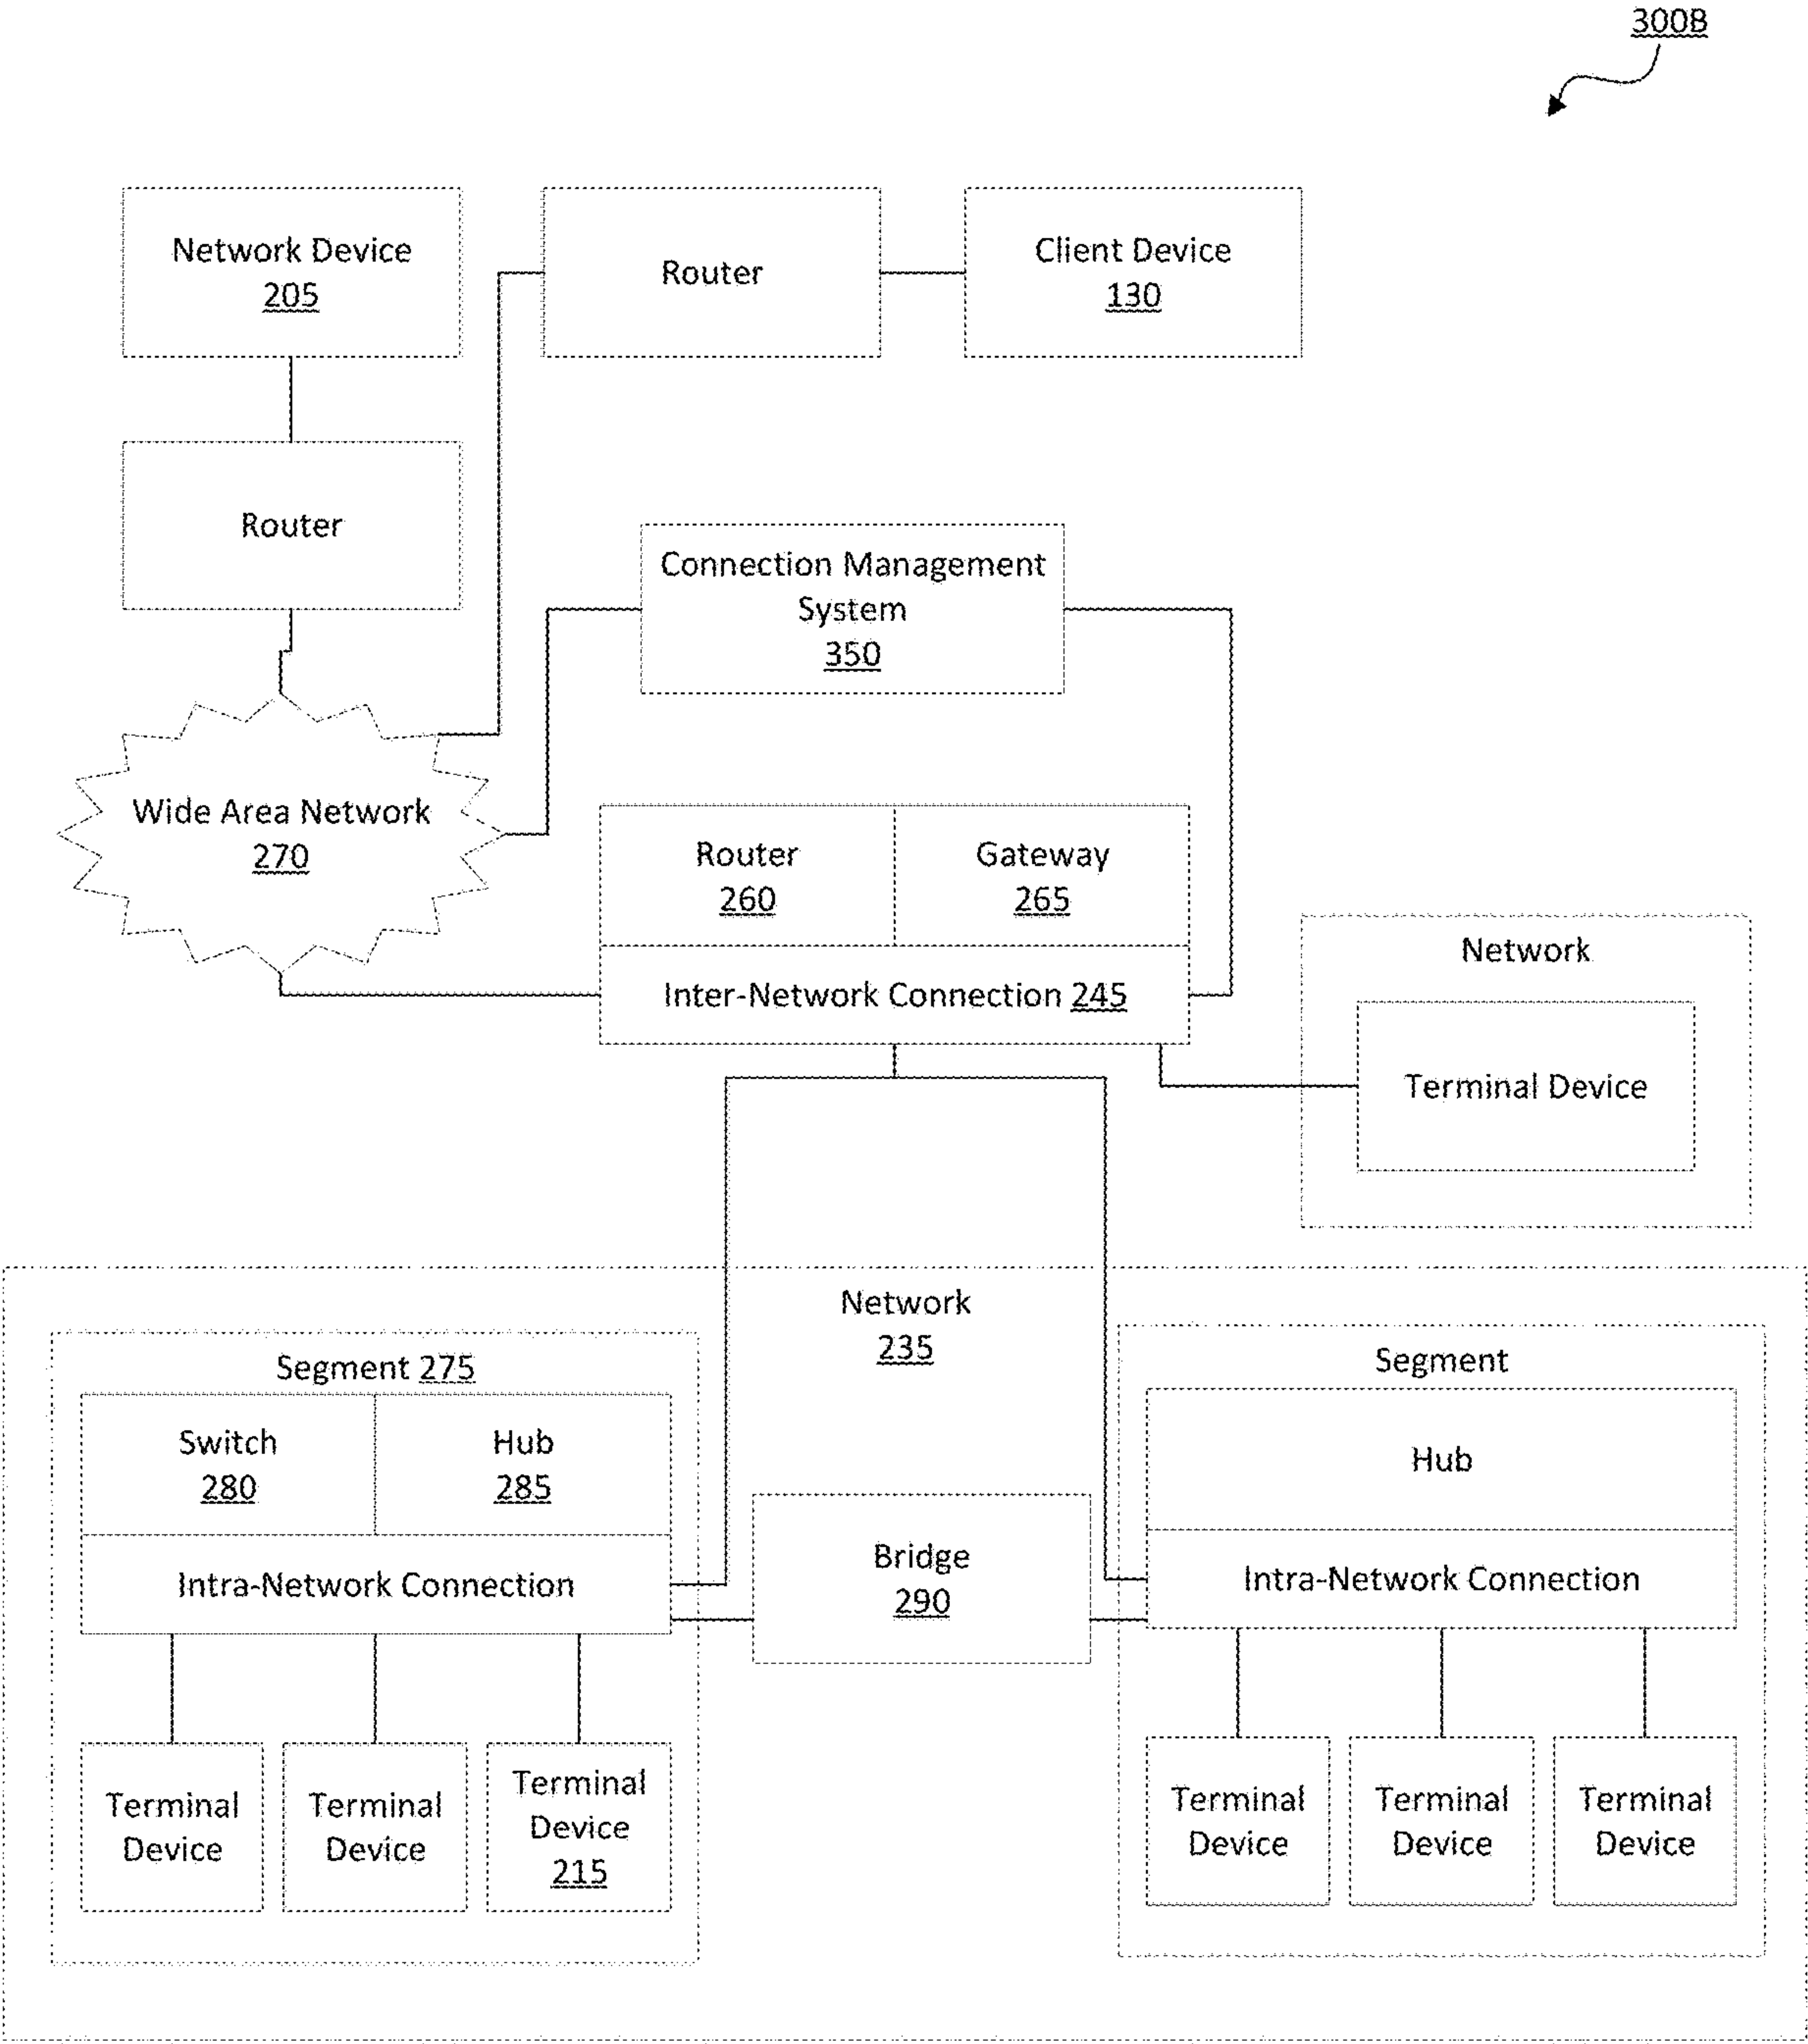 300B
Network Device
205
Router
Client Device
130
Router
Connection Management
System
350
Wide Area Network
270
Router
260
Gateway
265
Inter-Network Connection 245
Network
Terminal Device
Network
235
Segment 275
Switch
280
Hub
285
Intra-Network Connection
Bridge
290
Segment
Hub
Intra-Network Connection
Terminal
Device
Terminal
Device
Terminal
Device
215
Terminal
Device
Terminal
Device
Terminal
Device